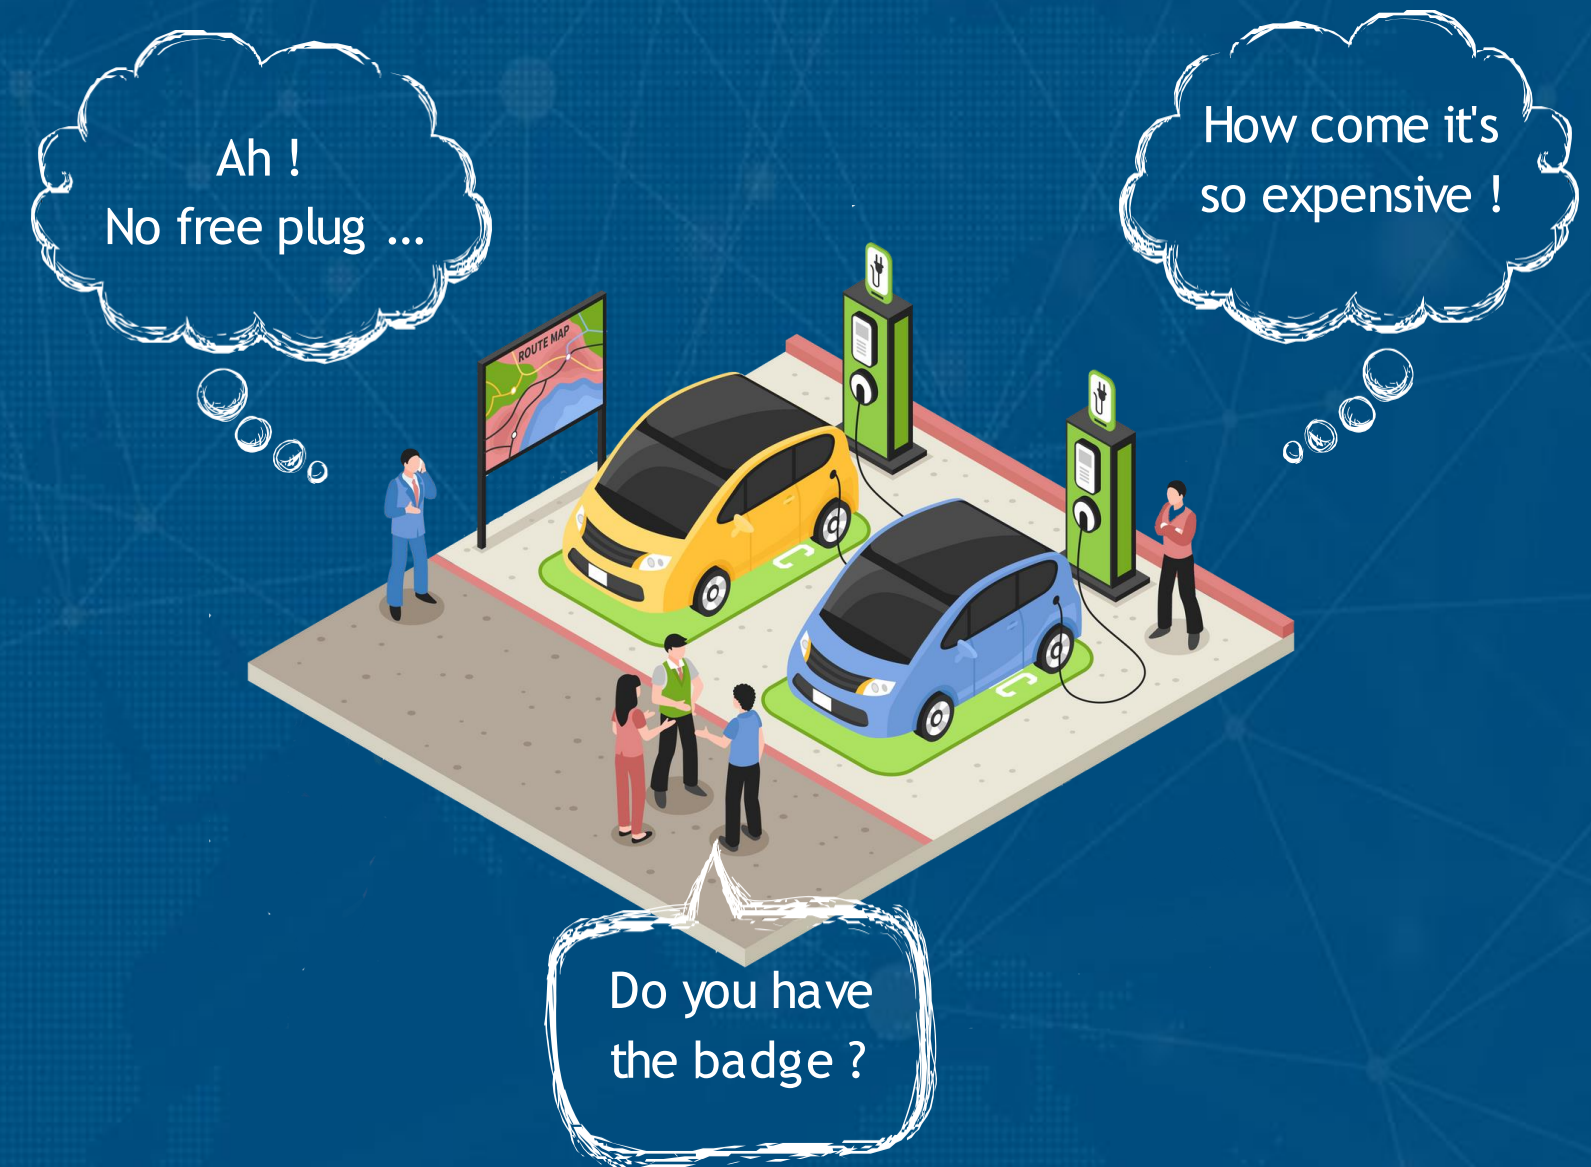 Ah !
No free plug ...
How come it's
so expensive !
ROUTE MAP
Do you have
the badge ?